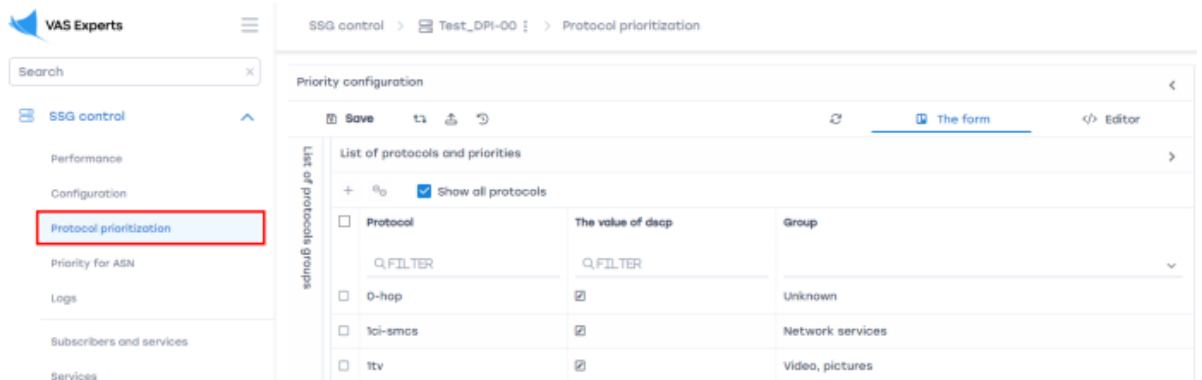 VAS Experts
SSG control > Test_DPI-00 > Protocol prioritization
Search
SSG control
Performance
Configuration
Protocol prioritization
Priority for ASN
Logs
Subscribers and services
Services
Priority configuration
Save
The form
</> Editor
List of protocols groups
List of protocols and priorities
Show all protocols
Protocol The value of dscp Group
FILTER FILTER
0-hop Unknown
1ci-smcs Network services
1tv Video, pictures